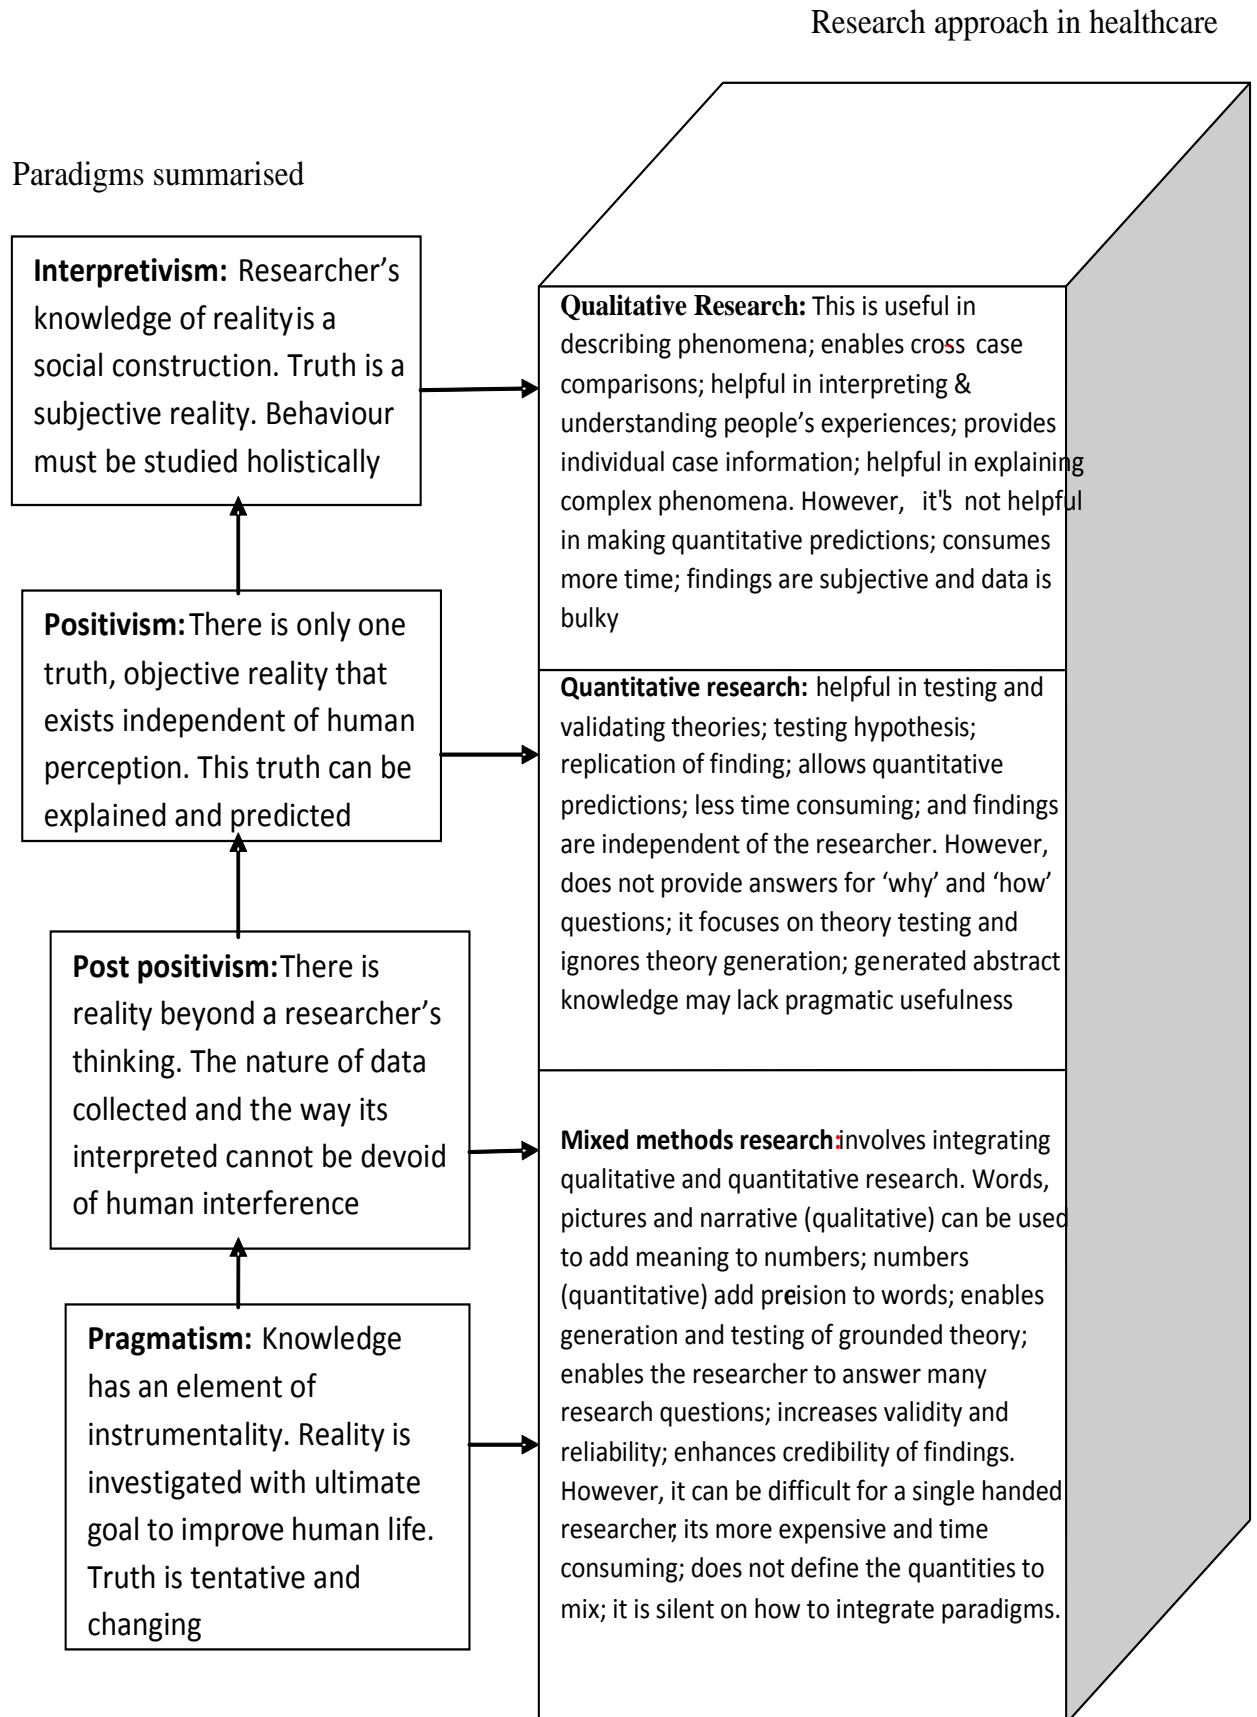 Research approach in healthcare
Paradigms summarised
Interpretivism: Researcher’s
knowledge of reality is a
social construction. Truth is a
subjective reality. Behaviour
must be studied holistically
Positivism: There is only one
truth, objective reality that
exists independent of human
perception. This truth can be
explained and predicted
Post positivism: There is
reality beyond a researcher’s
thinking. The nature of data
collected and the way its
interpreted cannot be devoid
of human interference
Pragmatism: Knowledge
has an element of
instrumentality. Reality is
investigated with ultimate
goal to improve human life.
Truth is tentative and
changing
Qualitative Research: This is useful in
describing phenomena; enables cross case
comparisons; helpful in interpreting &
understanding people’s experiences; provides
individual case information; helpful in explaining
complex phenomena. However, it's not helpful
in making quantitative predictions; consumes
more time; findings are subjective and data is
bulky
Quantitative research: helpful in testing and
validating theories; testing hypothesis;
replication of finding; allows quantitative
predictions; less time consuming; and findings
are independent of the researcher. However,
does not provide answers for ‘why’ and ‘how’
questions; it focuses on theory testing and
ignores theory generation; generated abstract
knowledge may lack pragmatic usefulness
Mixed methods research: involves integrating
qualitative and quantitative research. Words,
pictures and narrative (qualitative) can be used
to add meaning to numbers; numbers
(quantitative) add precision to words; enables
generation and testing of grounded theory;
enables the researcher to answer many
research questions; increases validity and
reliability; enhances credibility of findings.
However, it can be difficult for a single handed
researcher; its more expensive and time
consuming; does not define the quantities to
mix; it is silent on how to integrate paradigms.